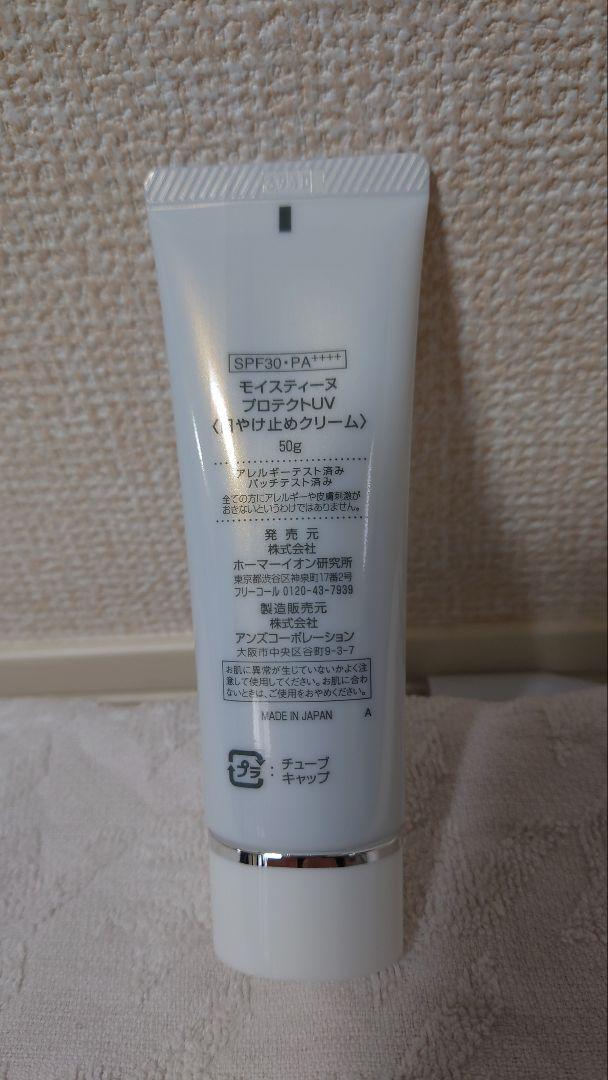 SPF30・PA++++
モイスティーヌ
プロテクトUV
〈日やけ止めクリーム〉
50g
アレルギーテスト済み
パッチテスト済み
全ての方にアレルギーや皮膚刺激が
おきないというわけではありません。
発売元
株式会社
ホーマーイオン研究所
東京都渋谷区神泉町17番2号
フリーコール 0120-43-7939
製造販売元
株式会社
アンズコーポレーション
大阪市中央区谷町9-3-7
お肌に異常が生じていないかよく注
意して使用してください。お肌に合わ
ないときは、ご使用をおやめください。
MADE IN JAPAN A
プラ : チューブ
キャップ